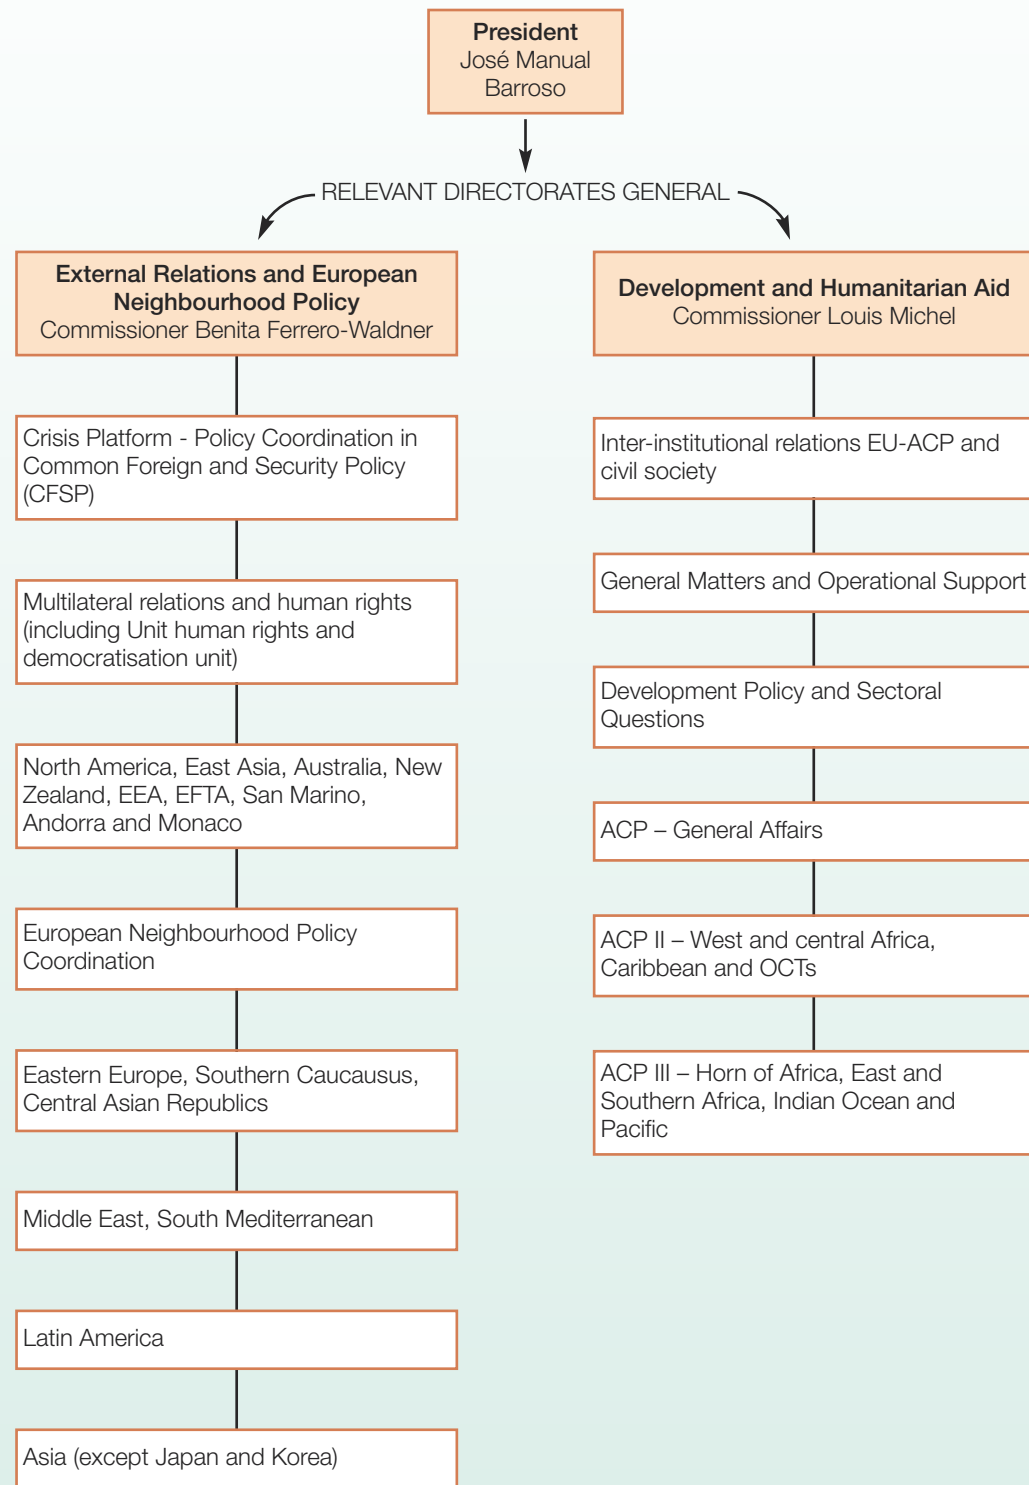 President
José Manual
Barroso
RELEVANT DIRECTORATES GENERAL
External Relations and European
Neighbourhood Policy
Commissioner Benita Ferrero-Waldner
Crisis Platform - Policy Coordination in
Common Foreign and Security Policy
(CFSP)
Multilateral relations and human rights
(including Unit human rights and
democratisation unit)
North America, East Asia, Australia, New
Zealand, EEA, EFTA, San Marino,
Andorra and Monaco
European Neighbourhood Policy
Coordination
Eastern Europe, Southern Caucausus,
Central Asian Republics
Middle East, South Mediterranean
Latin America
Asia (except Japan and Korea)
Development and Humanitarian Aid
Commissioner Louis Michel
Inter-institutional relations EU-ACP and
civil society
General Matters and Operational Support
Development Policy and Sectoral
Questions
ACP – General Affairs
ACP II – West and central Africa,
Caribbean and OCTs
ACP III – Horn of Africa, East and
Southern Africa, Indian Ocean and
Pacific